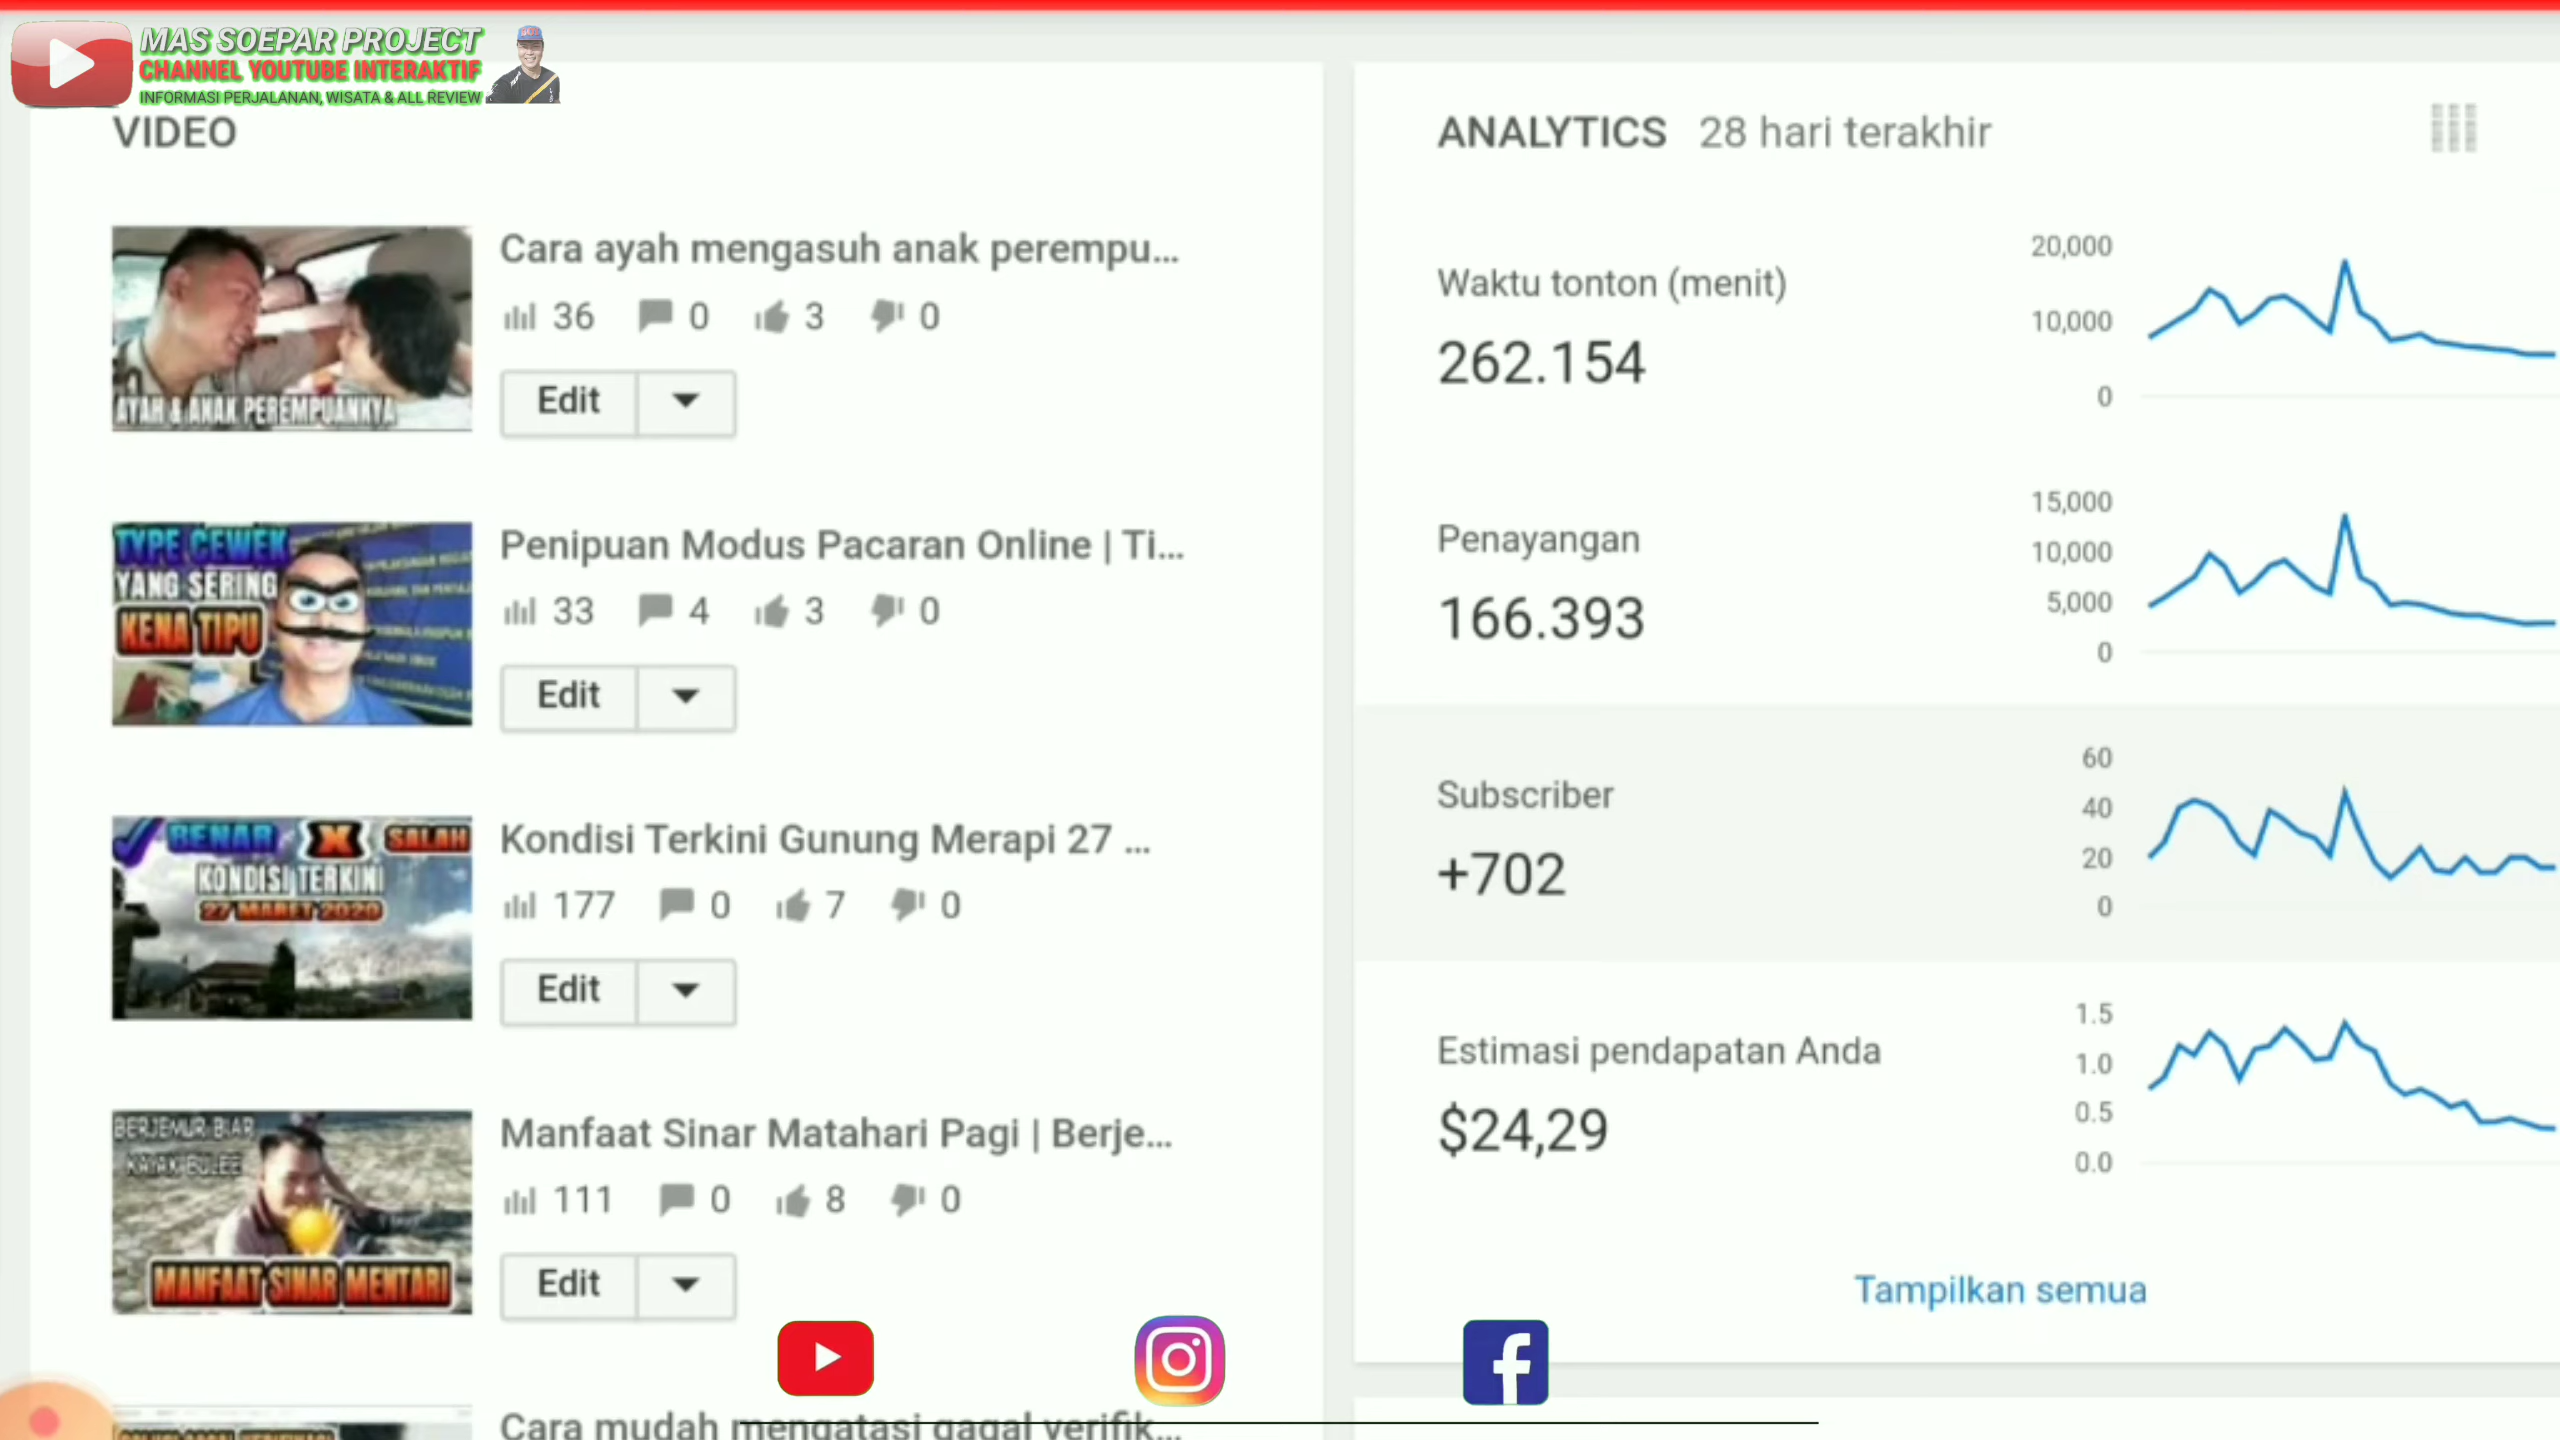 MAS SOEPAR PROJECT
CHANNEL YOUTUBE INTERAKTIF
INFORMASI PERJALANAN, WISATA & ALL REVIEW
VIDEO
AYAH & ANAK PEREMPUANNYA
Cara ayah mengasuh anak perempu...
36 0 3 0
Edit
TYPE CEWEK
YANG SERING
KENA TIPU
Penipuan Modus Pacaran Online | Ti...
33 4 3 0
Edit
BENAR X SALAH
KONDISI TERKINI
27 MARET 2020
Kondisi Terkini Gunung Merapi 27 ...
177 0 7 0
Edit
BERJEMUR BIAR
KAYAK BULEE
MANFAAT SINAR MENTARI
Manfaat Sinar Matahari Pagi | Berje...
111 0 8 0
Edit
Cara mudah mengatasi gagal verifik...
ANALYTICS 28 hari terakhir
Waktu tonton (menit)
262.154
20,000
10,000
0
Penayangan
166.393
15,000
10,000
5,000
0
Subscriber
+702
60
40
20
0
Estimasi pendapatan Anda
$24,29
1.5
1.0
0.5
0.0
Tampilkan semua